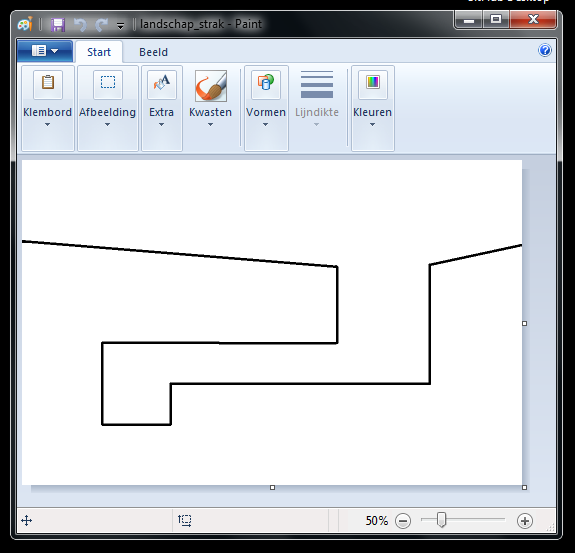 landschap_strak - Paint
Start Beeld
Klembord Afbeelding Extra Kwasten Vormen Lijndikte Kleuren
50%